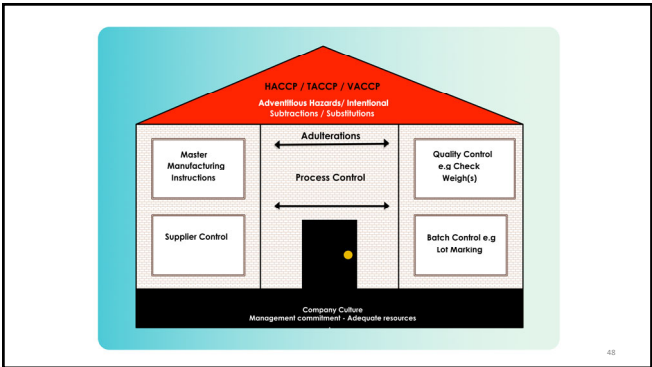 HACCP / TACCP / VACCP
Adventitious Hazards/ Intentional
Subtractions / Substitutions
Adulterations
Master
Manufacturing
Instructions
Process Control
Quality Control
e.g Check
Weigh(s)
Supplier Control
Batch Control e.g
Lot Marking
Company Culture
Management commitment - Adequate resources
48